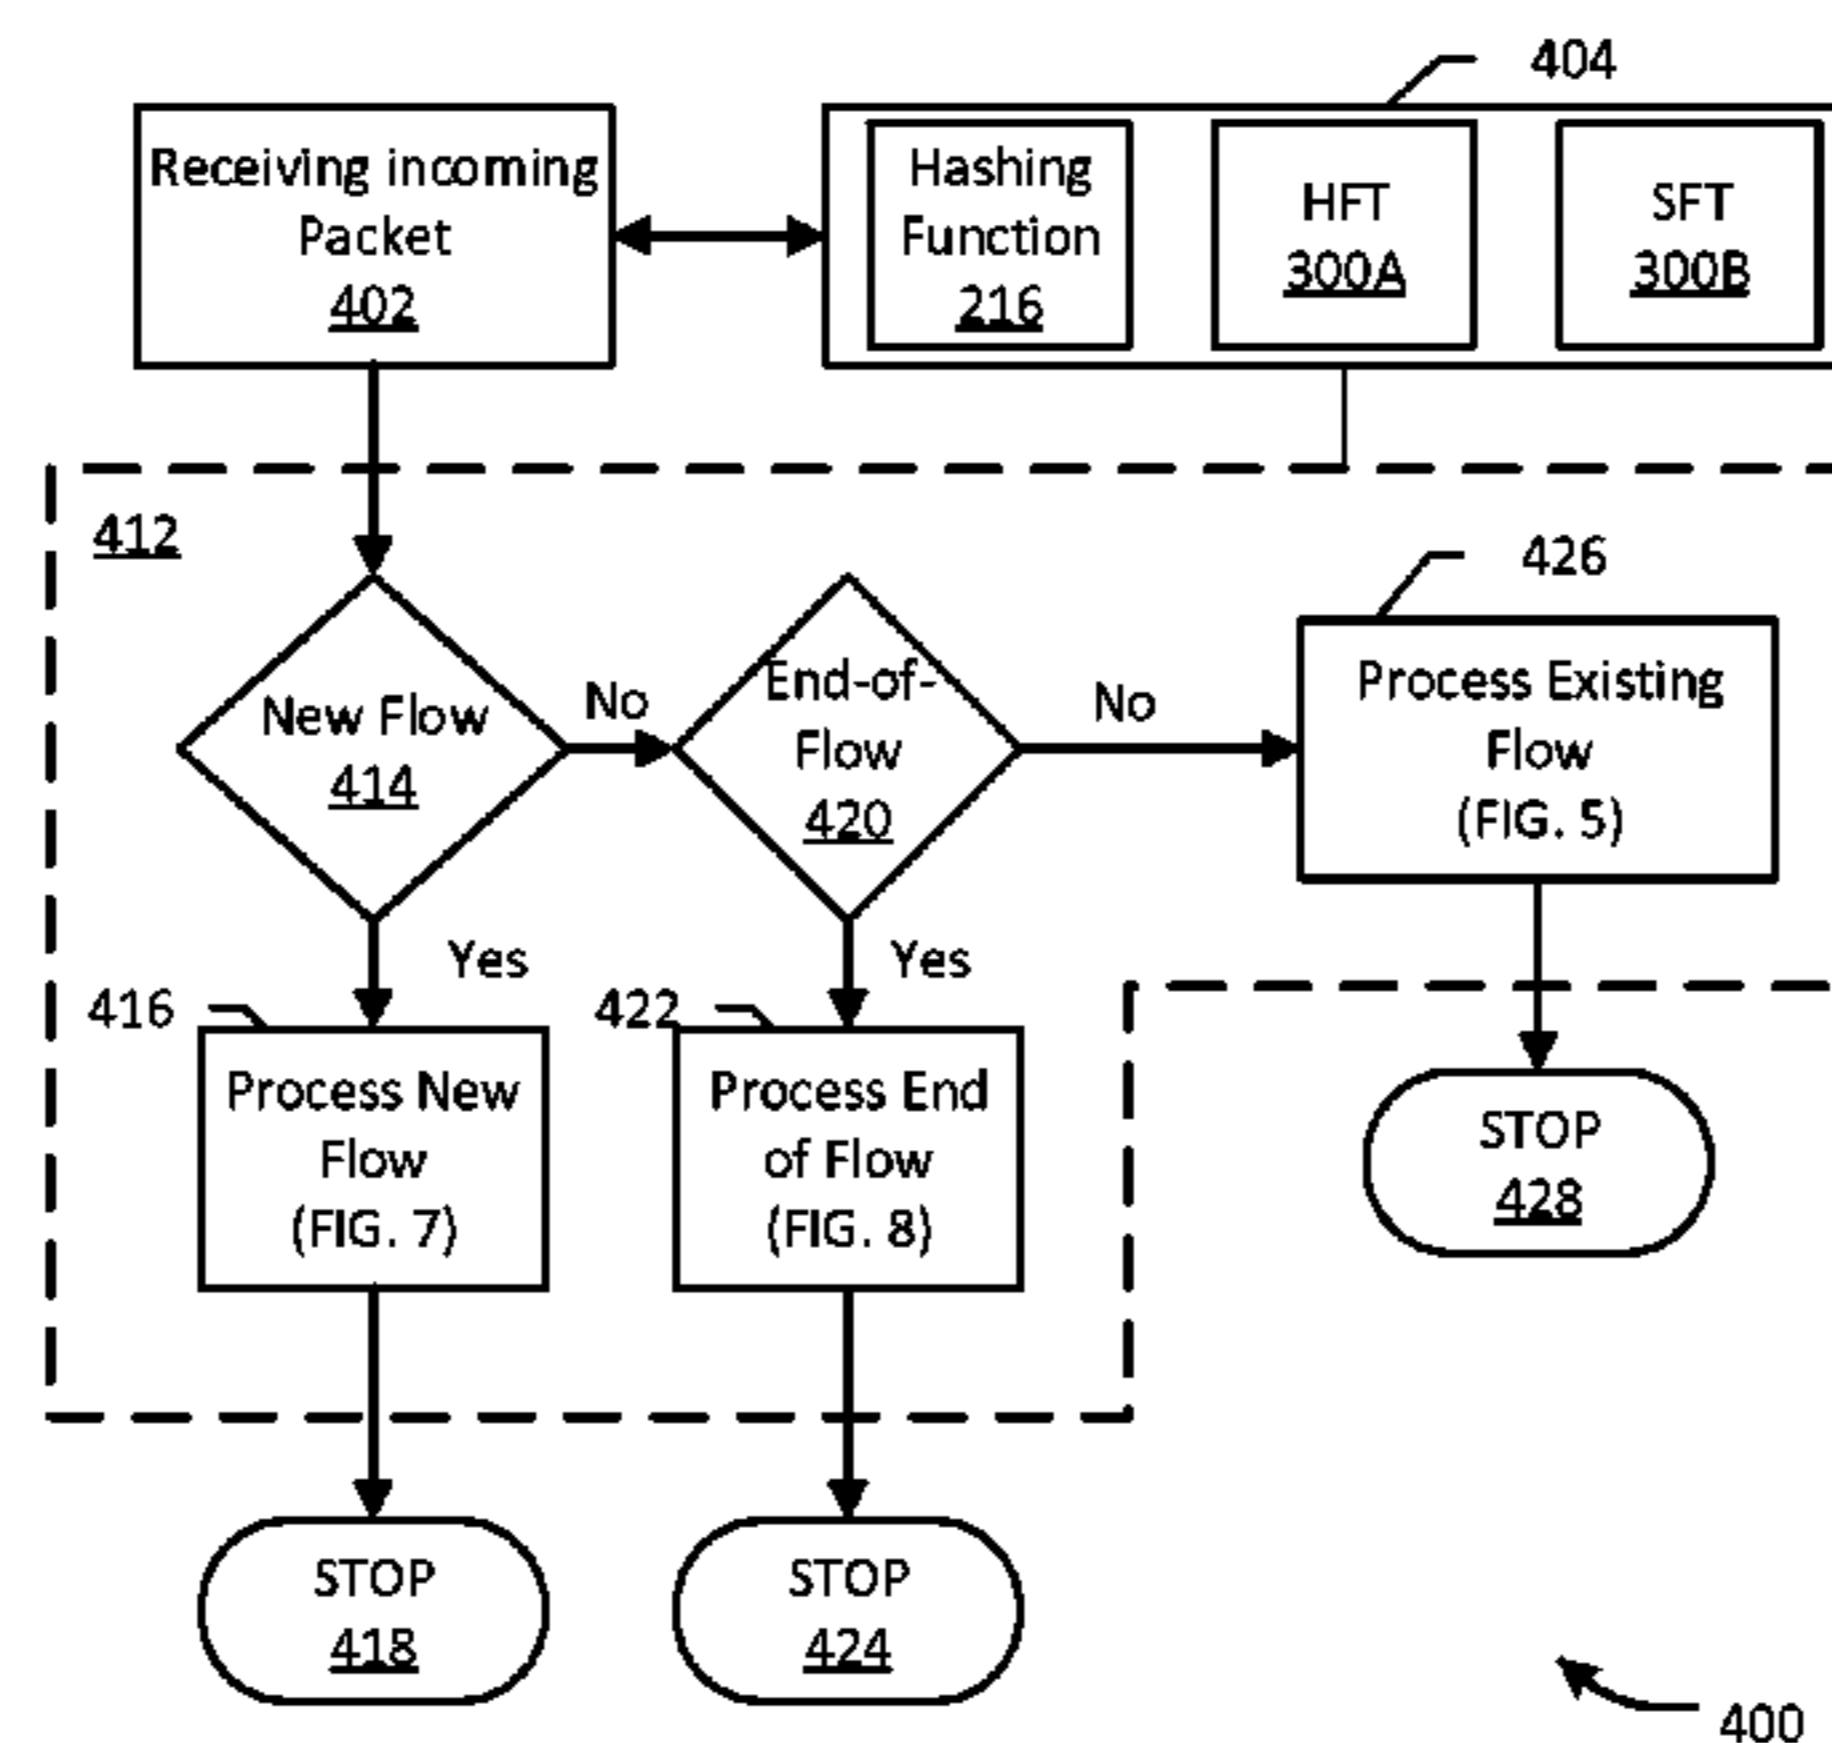 404
Receiving incoming
Packet
402
Hashing
Function
216
HFT
300A
SFT
300B
412
426
New Flow
414
No
End-of-
Flow
420
No
Process Existing
Flow
(FIG. 5)
Yes
Yes
416
422
Process New
Flow
(FIG. 7)
Process End
of Flow
(FIG. 8)
STOP
428
STOP
418
STOP
424
400